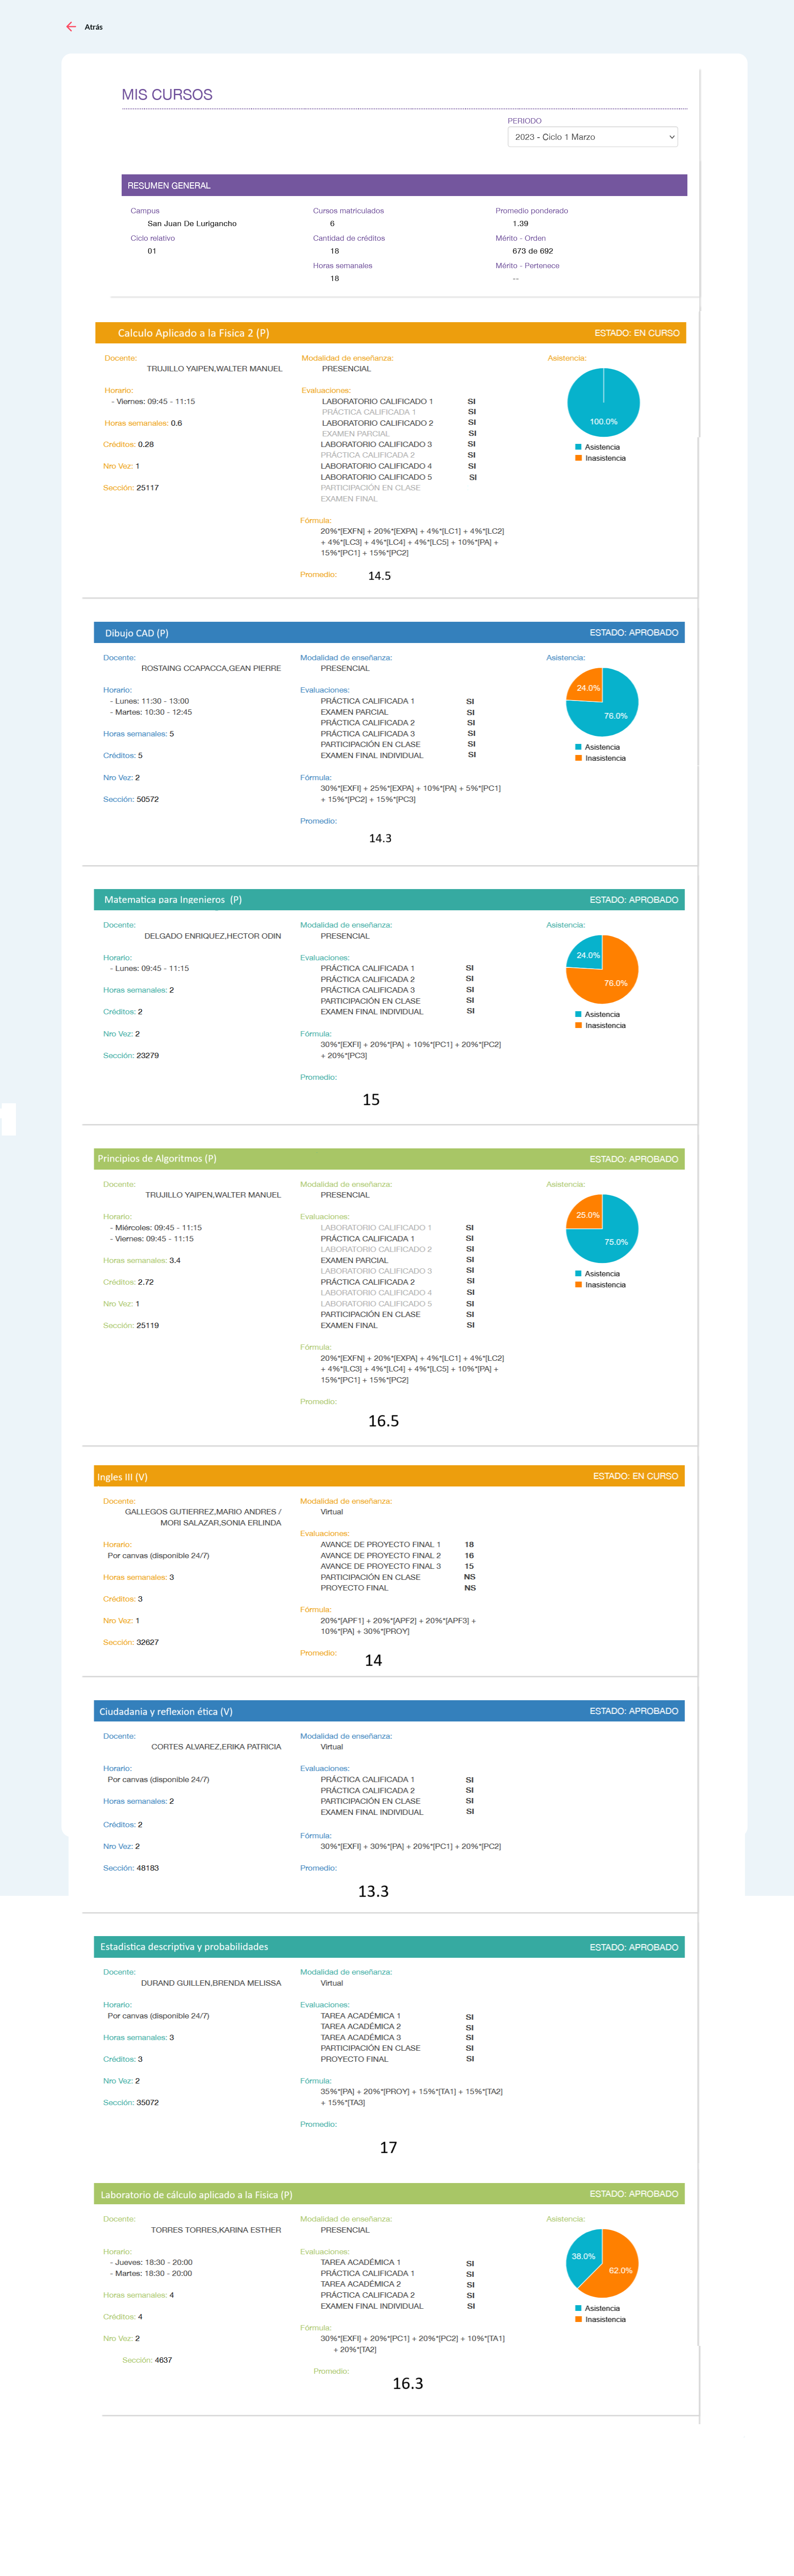 Atrás
MIS CURSOS
PERIODO
2023 - Ciclo 1 Marzo
RESUMEN GENERAL
Campus
San Juan De Lurigancho
Ciclo relativo
01
Cursos matriculados
6
Cantidad de créditos
18
Horas semanales
18
Promedio ponderado
1.39
Mérito - Orden
673 de 692
Mérito - Pertenece
--
Calculo Aplicado a la Fisica 2 (P)
ESTADO: EN CURSO
Docente:
TRUJILLO YAIPEN,WALTER MANUEL
Horario:
- Viernes: 09:45 - 11:15
Horas semanales: 0.6
Créditos: 0.28
Nro Vez: 1
Sección: 25117
Modalidad de enseñanza:
PRESENCIAL
Evaluaciones:
LABORATORIO CALIFICADO 1 SI
PRÁCTICA CALIFICADA 1 SI
LABORATORIO CALIFICADO 2 SI
EXAMEN PARCIAL SI
LABORATORIO CALIFICADO 3 SI
PRÁCTICA CALIFICADA 2 SI
LABORATORIO CALIFICADO 4 SI
LABORATORIO CALIFICADO 5 SI
PARTICIPACIÓN EN CLASE
EXAMEN FINAL
Fórmula:
20%*[EXFN] + 20%*[EXPA] + 4%*[LC1] + 4%*[LC2]
+ 4%*[LC3] + 4%*[LC4] + 4%*[LC5] + 10%*[PA] +
15%*[PC1] + 15%*[PC2]
Promedio: 14.5
Asistencia:
100.0%
Asistencia
Inasistencia
Dibujo CAD (P)
ESTADO: APROBADO
Docente:
ROSTAING CCAPACCA,GEAN PIERRE
Horario:
- Lunes: 11:30 - 13:00
- Martes: 10:30 - 12:45
Horas semanales: 5
Créditos: 5
Nro Vez: 2
Sección: 50572
Modalidad de enseñanza:
PRESENCIAL
Evaluaciones:
PRÁCTICA CALIFICADA 1 SI
EXAMEN PARCIAL SI
PRÁCTICA CALIFICADA 2 SI
PRÁCTICA CALIFICADA 3 SI
PARTICIPACIÓN EN CLASE SI
EXAMEN FINAL INDIVIDUAL SI
Fórmula:
30%*[EXFI] + 25%*[EXPA] + 10%*[PA] + 5%*[PC1]
+ 15%*[PC2] + 15%*[PC3]
Promedio:
14.3
Asistencia:
24.0%
76.0%
Asistencia
Inasistencia
Matematica para Ingenieros (P)
ESTADO: APROBADO
Docente:
DELGADO ENRIQUEZ,HECTOR ODIN
Horario:
- Lunes: 09:45 - 11:15
Horas semanales: 2
Créditos: 2
Nro Vez: 2
Sección: 23279
Modalidad de enseñanza:
PRESENCIAL
Evaluaciones:
PRÁCTICA CALIFICADA 1 SI
PRÁCTICA CALIFICADA 2 SI
PRÁCTICA CALIFICADA 3 SI
PARTICIPACIÓN EN CLASE SI
EXAMEN FINAL INDIVIDUAL SI
Fórmula:
30%*[EXFI] + 20%*[PA] + 10%*[PC1] + 20%*[PC2]
+ 20%*[PC3]
Promedio:
15
Asistencia:
24.0%
76.0%
Asistencia
Inasistencia
Principios de Algoritmos (P)
ESTADO: APROBADO
Docente:
TRUJILLO YAIPEN,WALTER MANUEL
Horario:
- Miércoles: 09:45 - 11:15
- Viernes: 09:45 - 11:15
Horas semanales: 3.4
Créditos: 2.72
Nro Vez: 1
Sección: 25119
Modalidad de enseñanza:
PRESENCIAL
Evaluaciones:
LABORATORIO CALIFICADO 1 SI
PRÁCTICA CALIFICADA 1 SI
LABORATORIO CALIFICADO 2 SI
EXAMEN PARCIAL SI
LABORATORIO CALIFICADO 3 SI
PRÁCTICA CALIFICADA 2 SI
LABORATORIO CALIFICADO 4 SI
LABORATORIO CALIFICADO 5 SI
PARTICIPACIÓN EN CLASE SI
EXAMEN FINAL SI
Fórmula:
20%*[EXFN] + 20%*[EXPA] + 4%*[LC1] + 4%*[LC2]
+ 4%*[LC3] + 4%*[LC4] + 4%*[LC5] + 10%*[PA] +
15%*[PC1] + 15%*[PC2]
Promedio:
16.5
Asistencia:
25.0%
75.0%
Asistencia
Inasistencia
Ingles III (V)
ESTADO: EN CURSO
Docente:
GALLEGOS GUTIERREZ,MARIO ANDRES /
MORI SALAZAR,SONIA ERLINDA
Horario:
Por canvas (disponible 24/7)
Horas semanales: 3
Créditos: 3
Nro Vez: 1
Sección: 32627
Modalidad de enseñanza:
Virtual
Evaluaciones:
AVANCE DE PROYECTO FINAL 1 18
AVANCE DE PROYECTO FINAL 2 16
AVANCE DE PROYECTO FINAL 3 15
PARTICIPACIÓN EN CLASE NS
PROYECTO FINAL NS
Fórmula:
20%*[APF1] + 20%*[APF2] + 20%*[APF3] +
10%*[PA] + 30%*[PROY]
Promedio: 14
Ciudadania y reflexion ética (V)
ESTADO: APROBADO
Docente:
CORTES ALVAREZ,ERIKA PATRICIA
Horario:
Por canvas (disponible 24/7)
Horas semanales: 2
Créditos: 2
Nro Vez: 2
Sección: 48183
Modalidad de enseñanza:
Virtual
Evaluaciones:
PRÁCTICA CALIFICADA 1 SI
PRÁCTICA CALIFICADA 2 SI
PARTICIPACIÓN EN CLASE SI
EXAMEN FINAL INDIVIDUAL SI
Fórmula:
30%*[EXFI] + 30%*[PA] + 20%*[PC1] + 20%*[PC2]
Promedio:
13.3
Estadistica descriptiva y probabilidades
ESTADO: APROBADO
Docente:
DURAND GUILLEN,BRENDA MELISSA
Horario:
Por canvas (disponible 24/7)
Horas semanales: 3
Créditos: 3
Nro Vez: 2
Sección: 35072
Modalidad de enseñanza:
Virtual
Evaluaciones:
TAREA ACADÉMICA 1 SI
TAREA ACADÉMICA 2 SI
TAREA ACADÉMICA 3 SI
PARTICIPACIÓN EN CLASE SI
PROYECTO FINAL SI
Fórmula:
35%*[PA] + 20%*[PROY] + 15%*[TA1] + 15%*[TA2]
+ 15%*[TA3]
Promedio:
17
Laboratorio de cálculo aplicado a la Fisica (P)
ESTADO: APROBADO
Docente:
TORRES TORRES,KARINA ESTHER
Horario:
- Jueves: 18:30 - 20:00
- Martes: 18:30 - 20:00
Horas semanales: 4
Créditos: 4
Nro Vez: 2
Sección: 4637
Modalidad de enseñanza:
PRESENCIAL
Evaluaciones:
TAREA ACADÉMICA 1 SI
PRÁCTICA CALIFICADA 1 SI
TAREA ACADÉMICA 2 SI
PRÁCTICA CALIFICADA 2 SI
EXAMEN FINAL INDIVIDUAL SI
Fórmula:
30%*[EXFI] + 20%*[PC1] + 20%*[PC2] + 10%*[TA1]
+ 20%*[TA2]
Promedio:
16.3
Asistencia:
38.0%
62.0%
Asistencia
Inasistencia